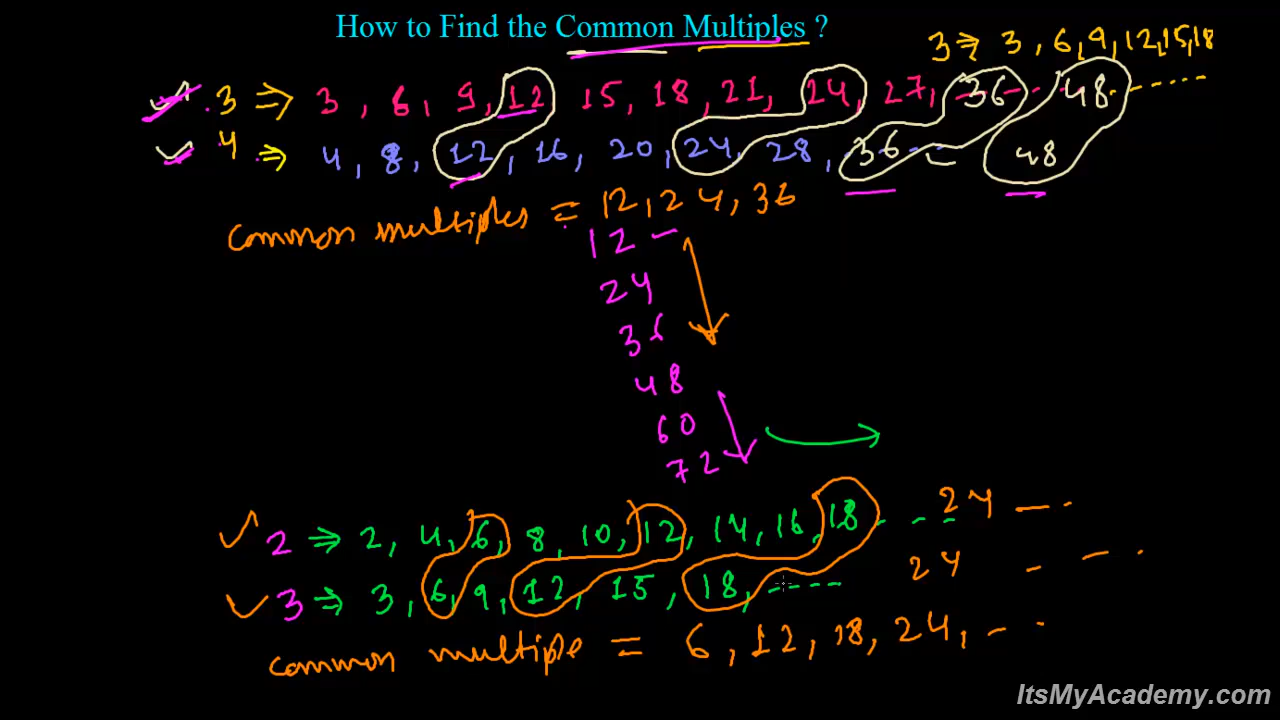 How to Find the Common Multiples ?
3 ⇒ 3, 6, 9, 12, 15, 18
3 ⇒ 3, 6, 9, 12 15, 18, 21, 24, 27, - - 36 - - 48 - - - - - -
4 ⇒ 4, 8, 12, 16, 20, 24, 28, 36 - - 48
common multiples = 12, 24, 36
12
24
36
48
60
72
2 ⇒ 2, 4, 6, 8, 10, 12, 14, 16, 18 - - - 24 - - -
3 ⇒ 3, 6, 9, 12, 15, 18, - - - - 24 - - -
common multiple = 6, 12, 18, 24, - -
ItsMyAcademy.com